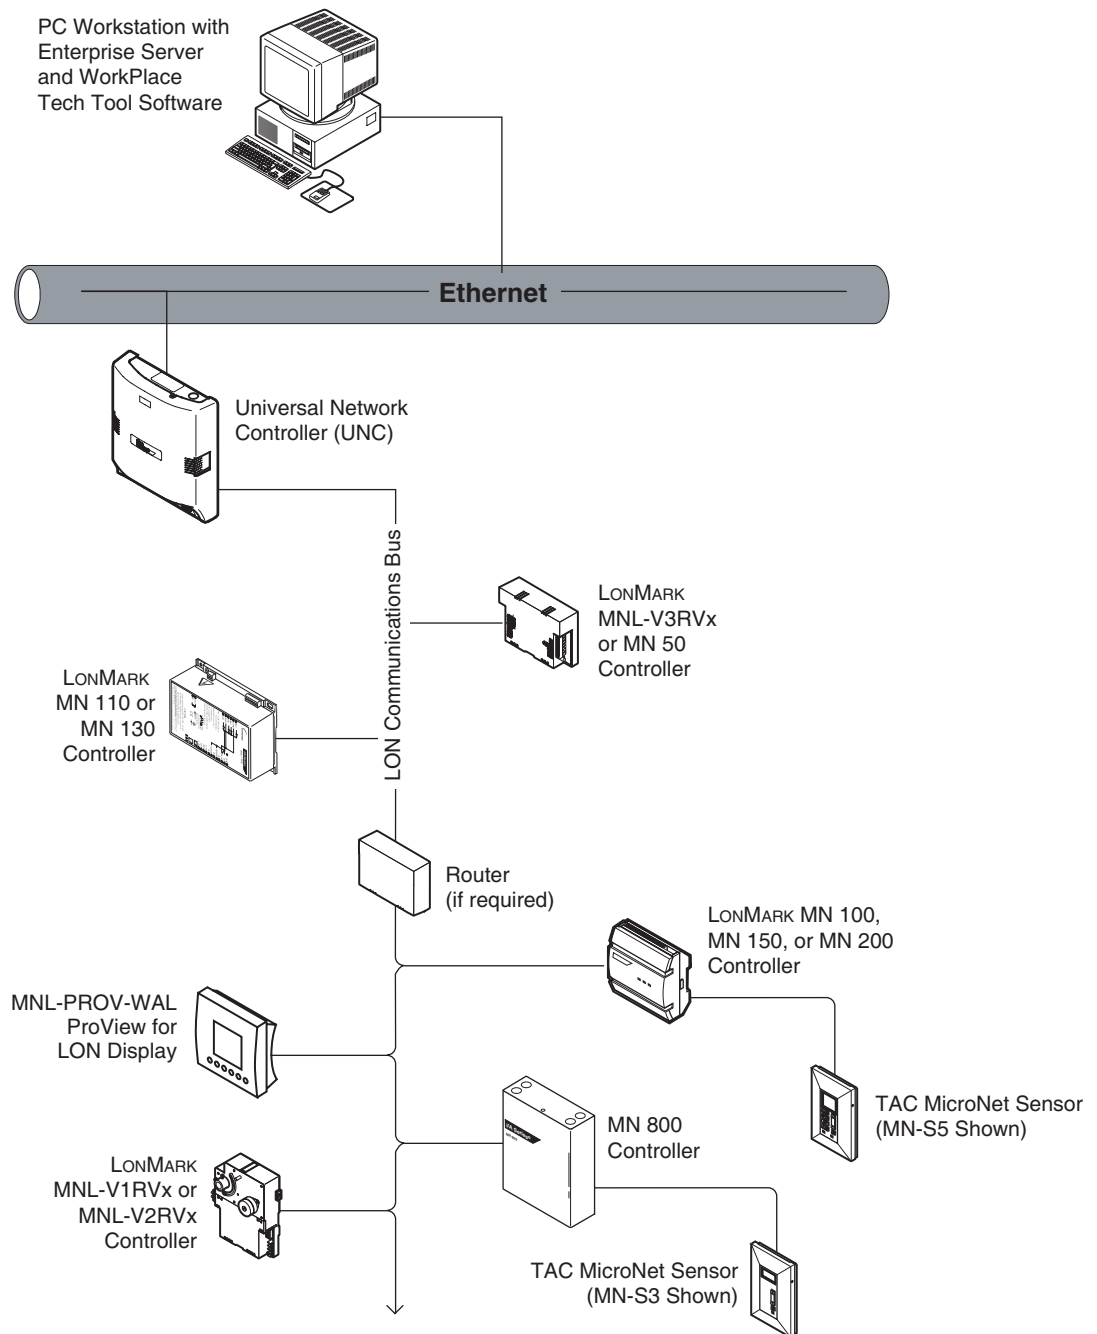 PC Workstation with
Enterprise Server
and WorkPlace
Tech Tool Software
Ethernet
Universal Network
Controller (UNC)
LON Communications Bus
LONMARK
MNL-V3RVx
or MN 50
Controller
LONMARK
MN 110 or
MN 130
Controller
Router
(if required)
LONMARK MN 100,
MN 150, or MN 200
Controller
MNL-PROV-WAL
ProView for
LON Display
TAC MicroNet Sensor
(MN-S5 Shown)
MN 800
Controller
LONMARK
MNL-V1RVx or
MNL-V2RVx
Controller
TAC MicroNet Sensor
(MN-S3 Shown)